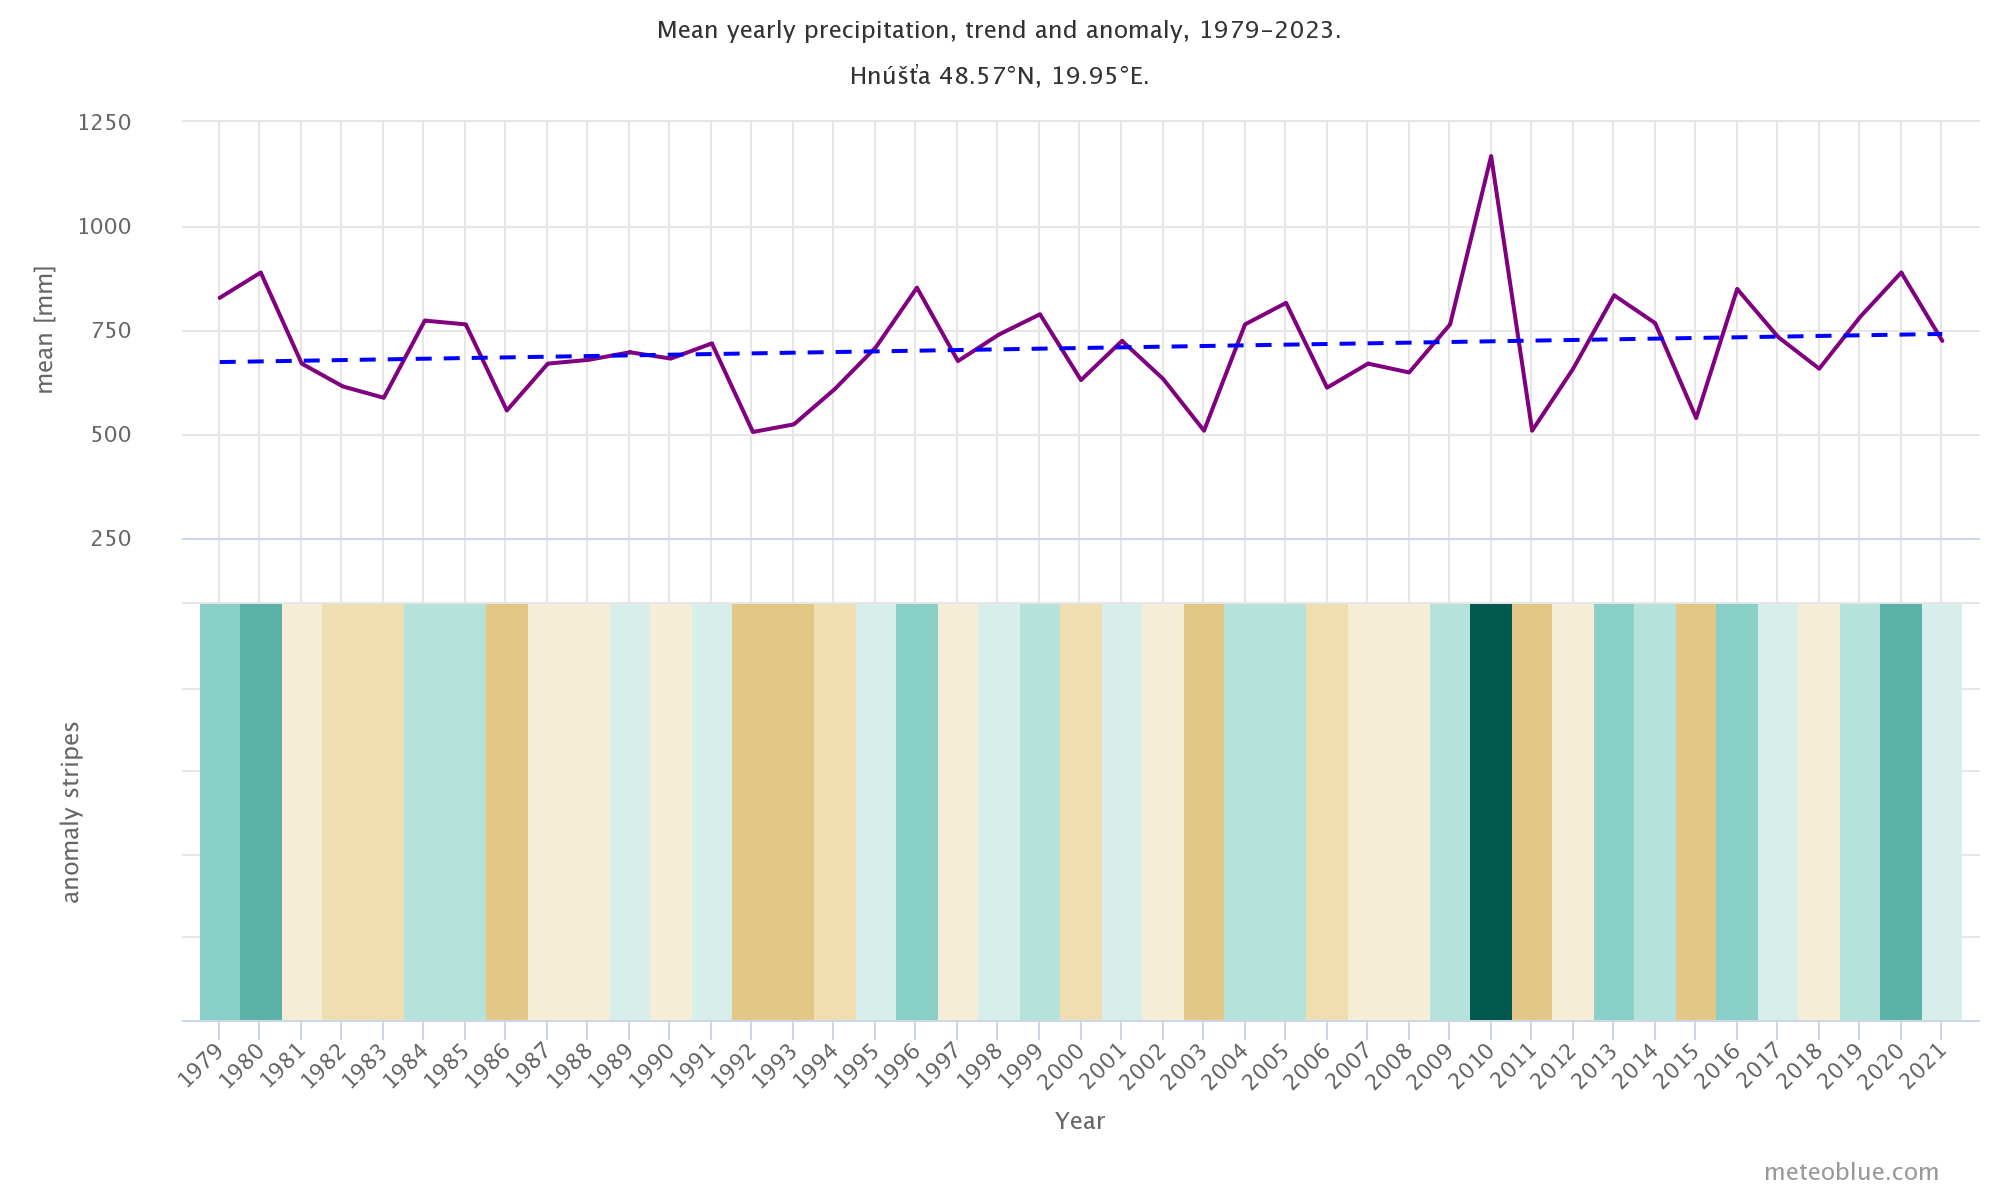 Mean yearly precipitation, trend and anomaly, 1979-2023.
Hnúšťa 48.57°N, 19.95°E.
1250
1000
750
500
250
mean [mm]
anomaly stripes
1979 1980 1981 1982 1983 1984 1985 1986 1987 1988 1989 1990 1991 1992 1993 1994 1995 1996 1997 1998 1999 2000 2001 2002 2003 2004 2005 2006 2007 2008 2009 2010 2011 2012 2013 2014 2015 2016 2017 2018 2019 2020 2021
Year
meteoblue.com